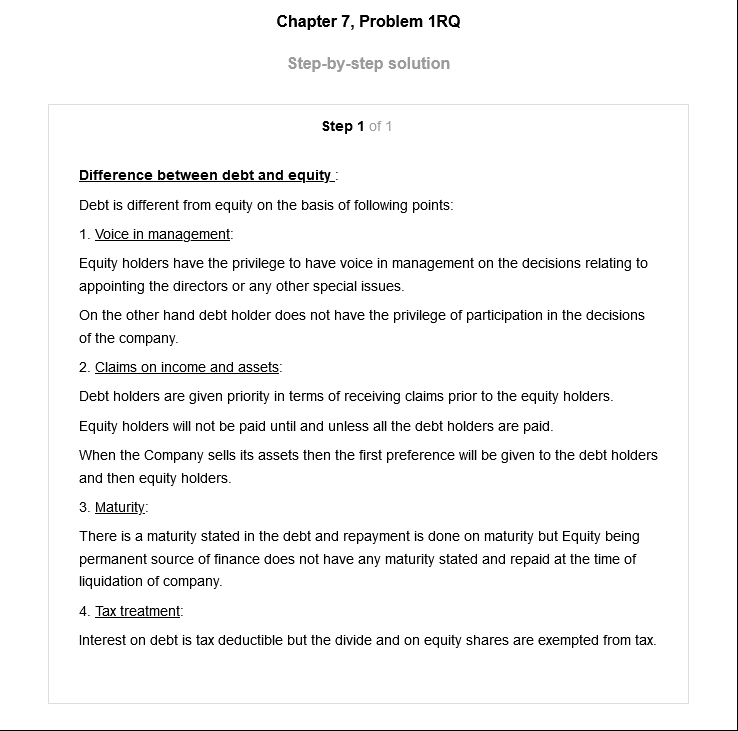 Chapter 7, Problem 1RQ
Step-by-step solution
Step 1 of 1
Difference between debt and equity :
Debt is different from equity on the basis of following points:
1. Voice in management:
Equity holders have the privilege to have voice in management on the decisions relating to
appointing the directors or any other special issues.
On the other hand debt holder does not have the privilege of participation in the decisions
of the company.
2. Claims on income and assets:
Debt holders are given priority in terms of receiving claims prior to the equity holders.
Equity holders will not be paid until and unless all the debt holders are paid.
When the Company sells its assets then the first preference will be given to the debt holders
and then equity holders.
3. Maturity:
There is a maturity stated in the debt and repayment is done on maturity but Equity being
permanent source of finance does not have any maturity stated and repaid at the time of
liquidation of company.
4. Tax treatment:
Interest on debt is tax deductible but the divide and on equity shares are exempted from tax.